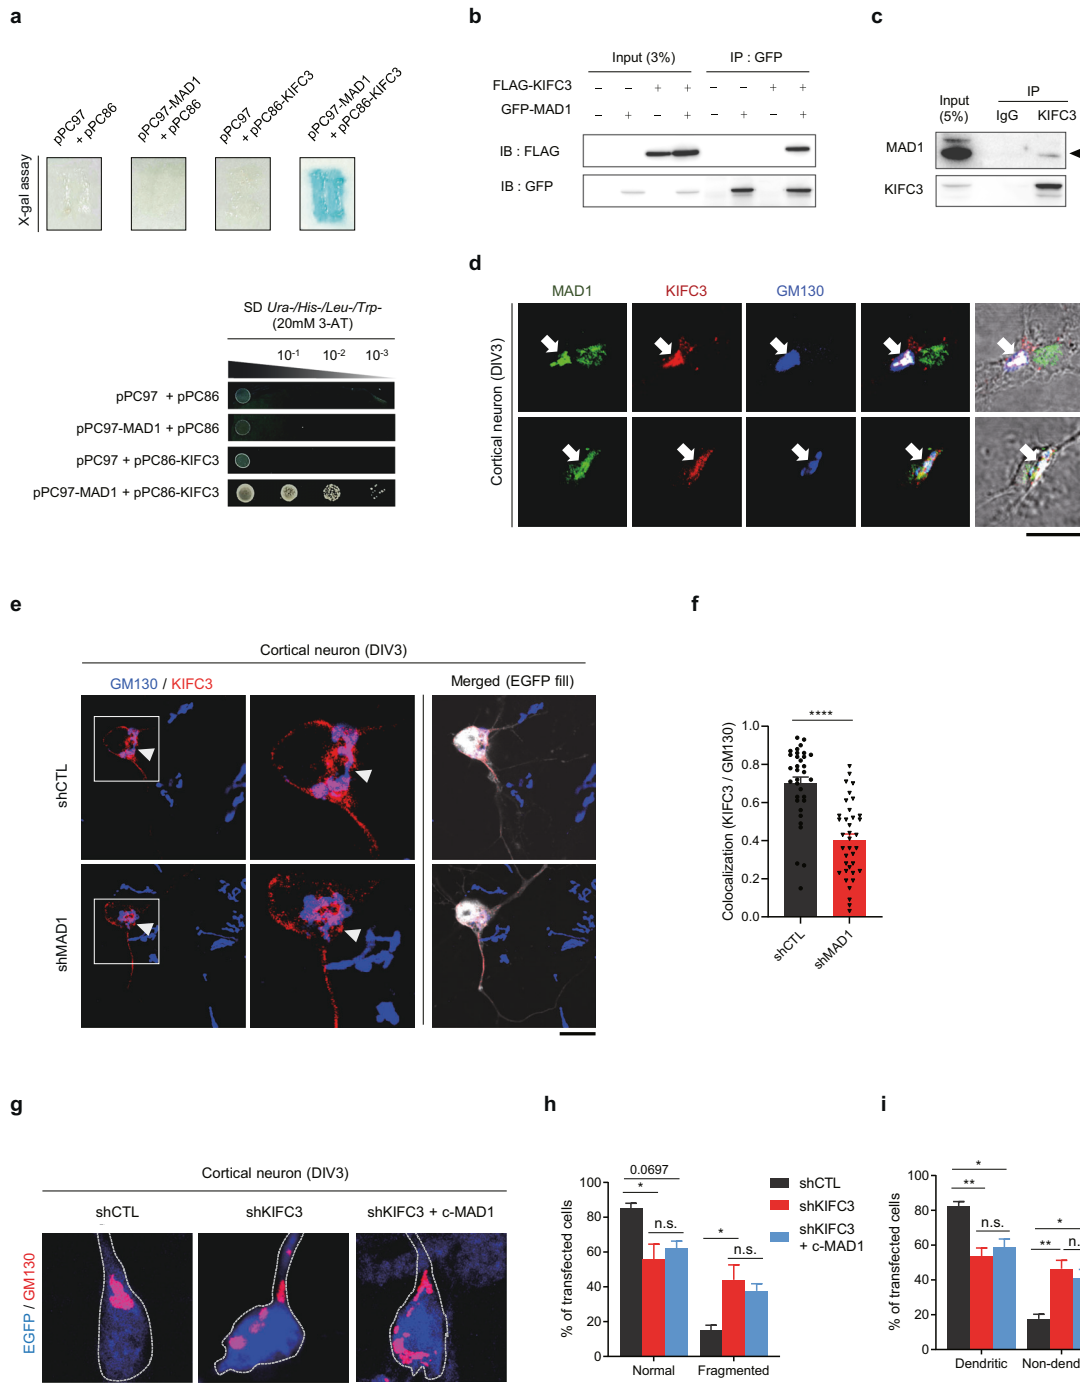 a
pPC97
+ pPC86
pPC97-MAD1
+ pPC86
pPC97
+ pPC86-KIFC3
pPC97-MAD1
+ pPC86-KIFC3
X-gal assay
SD Ura-/His-/Leu-/Trp-
(20mM 3-AT)
10-1 10-2 10-3
pPC97 + pPC86
pPC97-MAD1 + pPC86
pPC97 + pPC86-KIFC3
pPC97-MAD1 + pPC86-KIFC3
b
Input (3%) IP : GFP
FLAG-KIFC3 – – + + – – + +
GFP-MAD1 – + – + – + – +
IB : FLAG
IB : GFP
c
IP
Input
(5%)
IgG KIFC3
MAD1
KIFC3
d
MAD1 KIFC3 GM130
Cortical neuron (DIV3)
e
Cortical neuron (DIV3)
GM130 / KIFC3
Merged (EGFP fill)
shCTL
shMAD1
f
****
Colocalization (KIFC3 / GM130)
1.0
0.8
0.6
0.4
0.2
0.0
shCTL
shMAD1
g
Cortical neuron (DIV3)
shCTL shKIFC3 shKIFC3 + c-MAD1
EGFP / GM130
h
% of transfected cells
100
80
60
40
20
0
0.0697
*
n.s.
*
n.s.
Normal Fragmented
shCTL
shKIFC3
shKIFC3
+ c-MAD1
i
% of transfected cells
100
80
60
40
20
0
*
**
n.s.
*
**
n.
Dendritic Non-dend